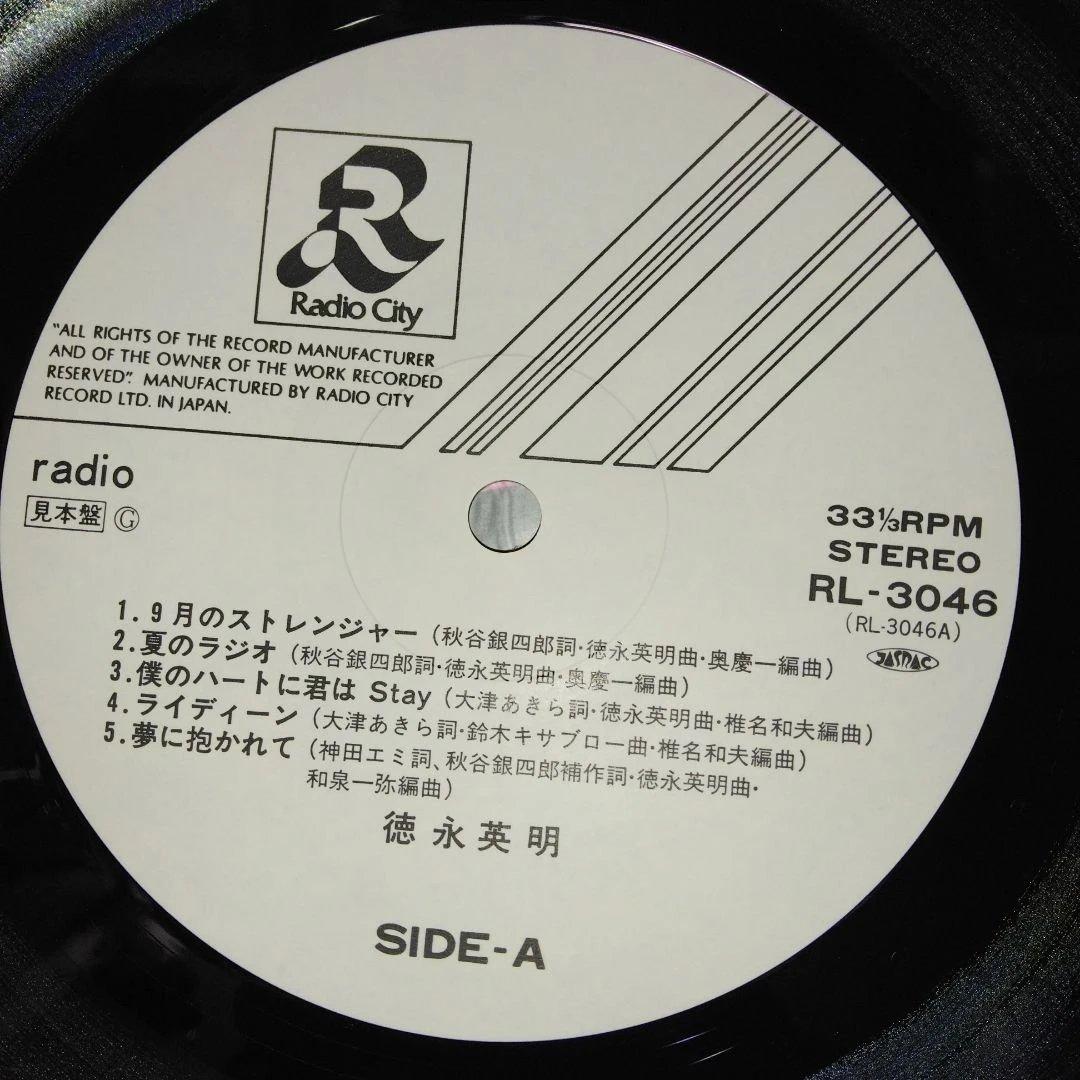 R
Radio City
"ALL RIGHTS OF THE RECORD MANUFACTURER
AND OF THE OWNER OF THE WORK RECORDED
RESERVED". MANUFACTURED BY RADIO CITY
RECORD LTD. IN JAPAN.
radio
見本盤 Ⓖ
33⅓RPM
STEREO
RL-3046
(RL-3046A)
JASRAC
1.9月のストレンジャー (秋谷銀四郎詞・徳永英明曲・奥慶一編曲)
2.夏のラジオ (秋谷銀四郎詞・徳永英明曲・奥慶一編曲)
3.僕のハートに君は Stay (大津あきら詞・徳永英明曲・椎名和夫編曲)
4.ライディーン (大津あきら詞・鈴木キサブロー曲・椎名和夫編曲)
5.夢に抱かれて (神田エミ詞、秋谷銀四郎補作詞・徳永英明曲・
和泉一弥編曲)
徳永英明
SIDE-A